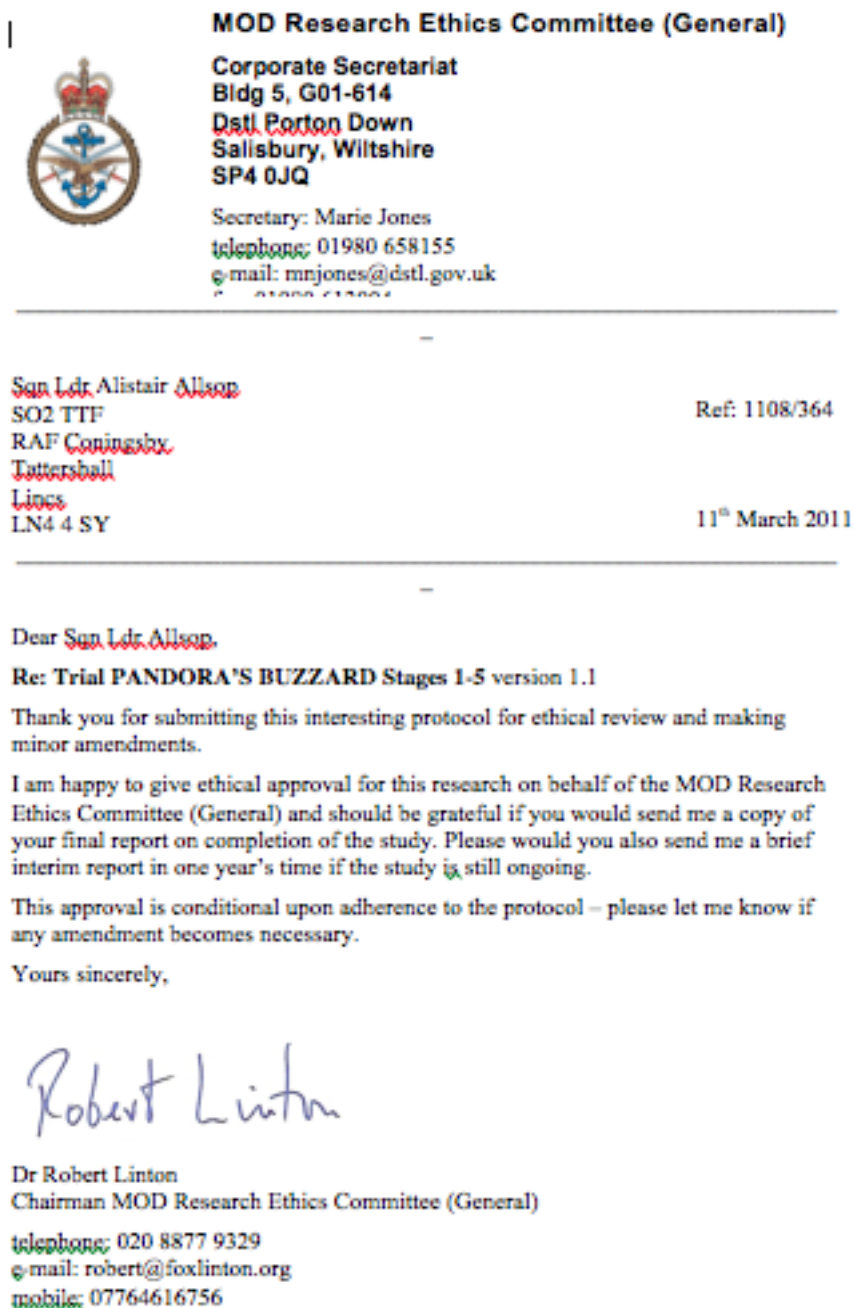 MOD Research Ethics Committee (General)
Corporate Secretariat
Bldg 5, G01-614
Dstl Porton Down
Salisbury, Wiltshire
SP4 0JQ
Secretary: Marie Jones
telephone: 01980 658155
e-mail: mnjones@dstl.gov.uk
Sqn Ldr Alistair Allsop
SO2 TTF
Ref: 1108/364
RAF Coningsby
Tattershall
Lincs
LN4 4 SY
11th March 2011
Dear Sqn Ldr Allsop,
Re: Trial PANDORA'S BUZZARD Stages 1-5 version 1.1
Thank you for submitting this interesting protocol for ethical review and making
minor amendments.
I am happy to give ethical approval for this research on behalf of the MOD Research
Ethics Committee (General) and should be grateful if you would send me a copy of
your final report on completion of the study. Please would you also send me a brief
interim report in one year's time if the study is still ongoing.
This approval is conditional upon adherence to the protocol – please let me know if
any amendment becomes necessary.
Yours sincerely,
Robert Linton
Dr Robert Linton
Chairman MOD Research Ethics Committee (General)
telephone: 020 8877 9329
e-mail: robert@foxlinton.org
mobile: 07764616756